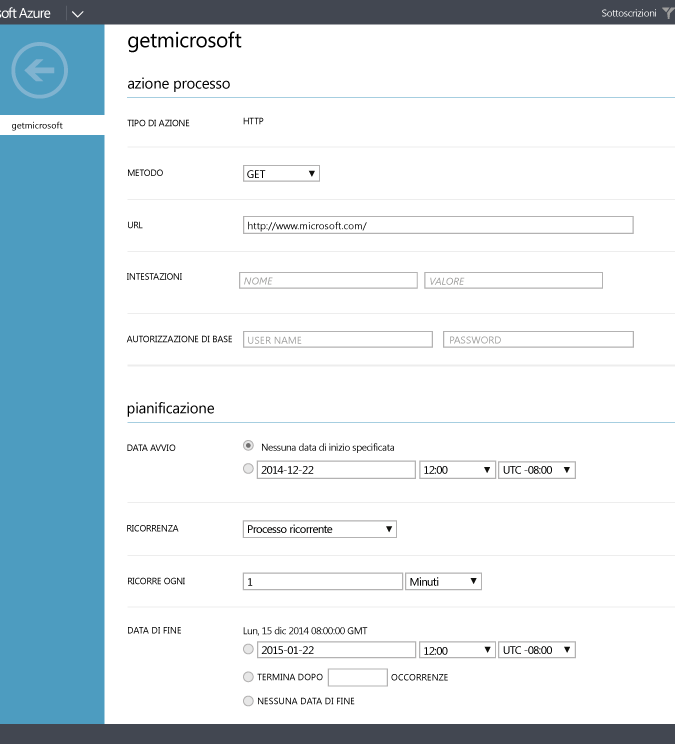 soft Azure Sottoscrizioni
getmicrosoft
getmicrosoft
azione processo
TIPO DI AZIONE HTTP
METODO GET
URL http://www.microsoft.com/
INTESTAZIONI NOME VALORE
AUTORIZZAZIONE DI BASE USER NAME PASSWORD
pianificazione
DATA AVVIO Nessuna data di inizio specificata
2014-12-22 12:00 UTC -08:00
RICORRENZA Processo ricorrente
RICORRE OGNI 1 Minuti
DATA DI FINE Lun, 15 dic 2014 08:00:00 GMT
2015-01-22 12:00 UTC -08:00
TERMINA DOPO OCCORRENZE
NESSUNA DATA DI FINE